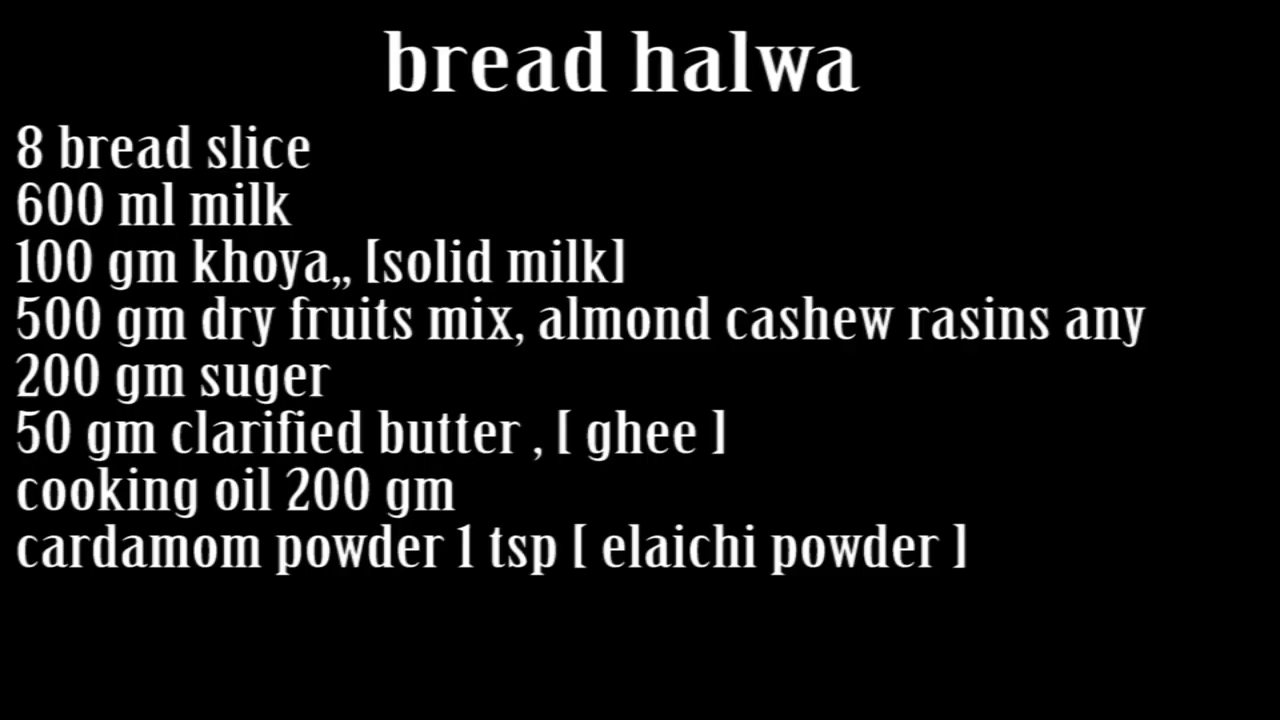 bread halwa
8 bread slice
600 ml milk
100 gm khoya,, [solid milk]
500 gm dry fruits mix, almond cashew rasins any
200 gm suger
50 gm clarified butter , [ ghee ]
cooking oil 200 gm
cardamom powder 1 tsp [ elaichi powder ]